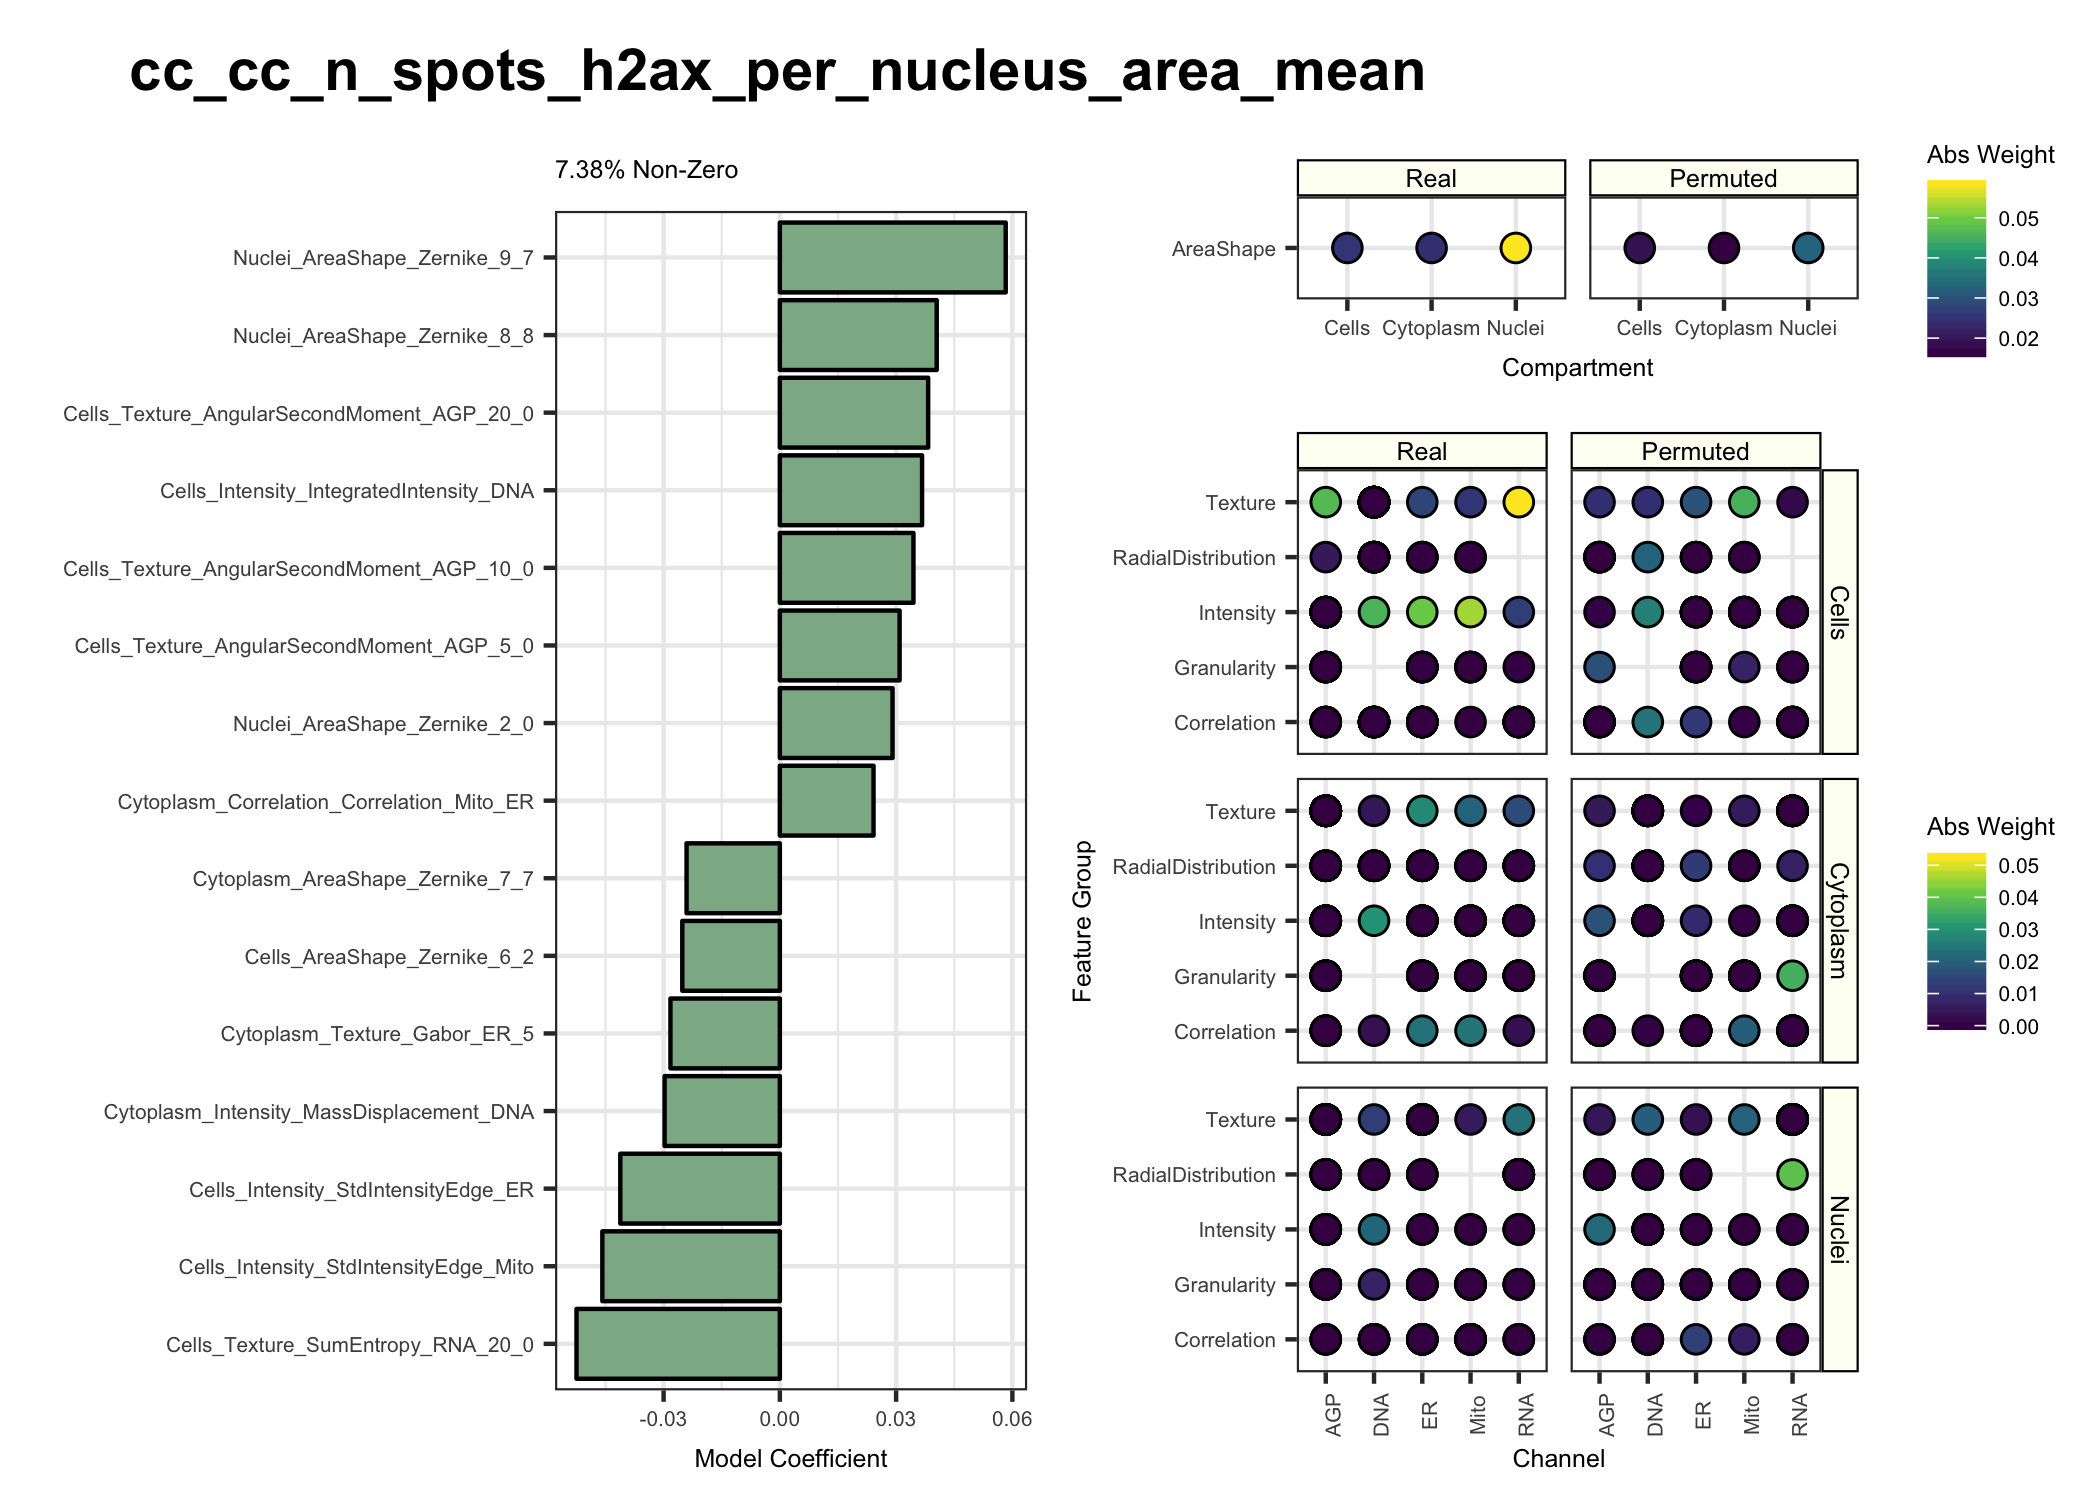 cc_cc_n_spots_h2ax_per_nucleus_area_mean
7.38% Non-Zero
Nuclei_AreaShape_Zernike_9_7
Nuclei_AreaShape_Zernike_8_8
Cells_Texture_AngularSecondMoment_AGP_20_0
Cells_Intensity_IntegratedIntensity_DNA
Cells_Texture_AngularSecondMoment_AGP_10_0
Cells_Texture_AngularSecondMoment_AGP_5_0
Nuclei_AreaShape_Zernike_2_0
Cytoplasm_Correlation_Correlation_Mito_ER
Cytoplasm_AreaShape_Zernike_7_7
Cells_AreaShape_Zernike_6_2
Cytoplasm_Texture_Gabor_ER_5
Cytoplasm_Intensity_MassDisplacement_DNA
Cells_Intensity_StdIntensityEdge_ER
Cells_Intensity_StdIntensityEdge_Mito
Cells_Texture_SumEntropy_RNA_20_0
-0.03 0.00 0.03 0.06
Model Coefficient
Real Permuted
AreaShape
Cells Cytoplasm Nuclei Cells Cytoplasm Nuclei
Compartment
Abs Weight
0.05
0.04
0.03
0.02
Feature Group
Real Permuted
Texture
RadialDistribution
Intensity
Granularity
Correlation
Cells
Texture
RadialDistribution
Intensity
Granularity
Correlation
Cytoplasm
Texture
RadialDistribution
Intensity
Granularity
Correlation
Nuclei
AGP DNA ER Mito RNA AGP DNA ER Mito RNA
Channel
Abs Weight
0.05
0.04
0.03
0.02
0.01
0.00